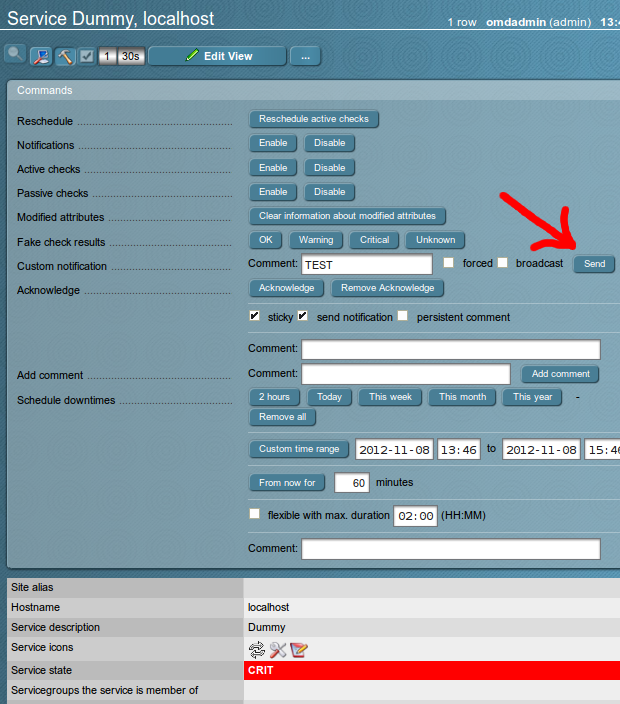 Service Dummy, localhost
1 row omdadmin (admin)
1 30s Edit View ...
Commands
Reschedule Reschedule active checks
Notifications Enable Disable
Active checks Enable Disable
Passive checks Enable Disable
Modified attributes Clear information about modified attributes
Fake check results OK Warning Critical Unknown
Custom notification Comment: TEST forced broadcast Send
Acknowledge Acknowledge Remove Acknowledge
sticky send notification persistent comment
Comment:
Add comment Comment: Add comment
Schedule downtimes 2 hours Today This week This month This year -
Remove all
Custom time range 2012-11-08 13:46 to 2012-11-08
From now for 60 minutes
flexible with max. duration 02:00 (HH:MM)
Comment:
Site alias
Hostname localhost
Service description Dummy
Service icons
Service state CRIT
Servicegroups the service is member of